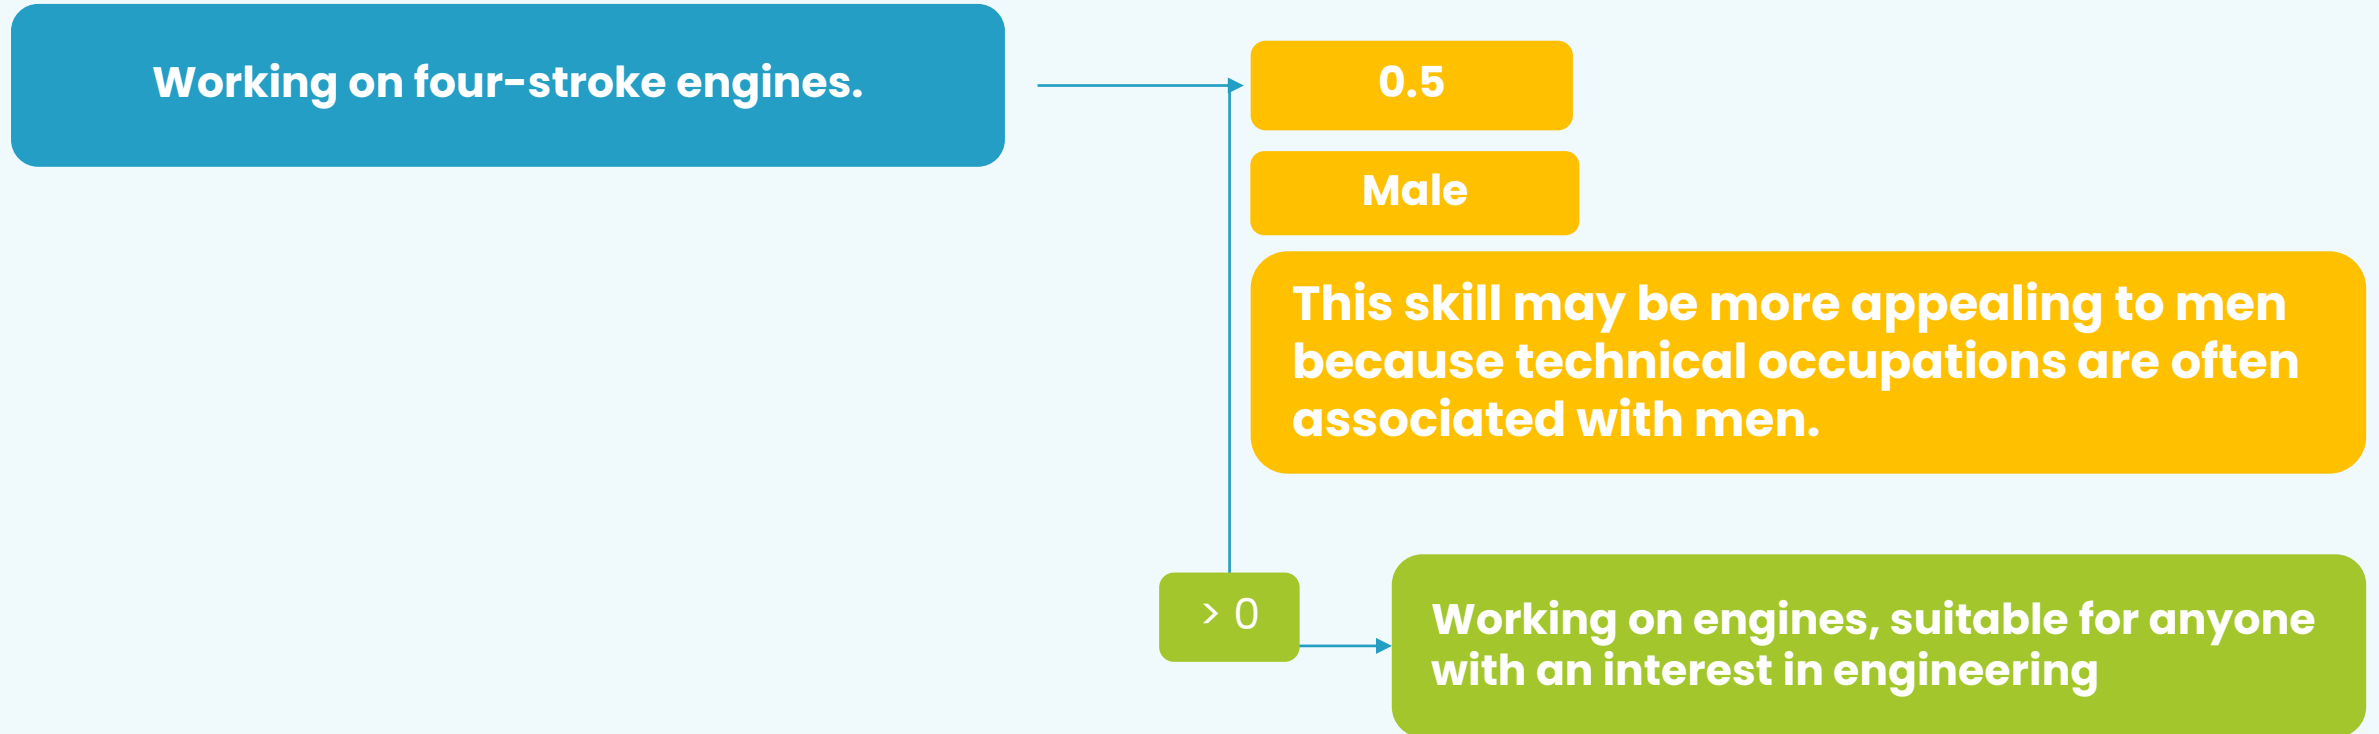 Working on four-stroke engines.
0.5
Male
This skill may be more appealing to men
because technical occupations are often
associated with men.
> 0
Working on engines, suitable for anyone
with an interest in engineering